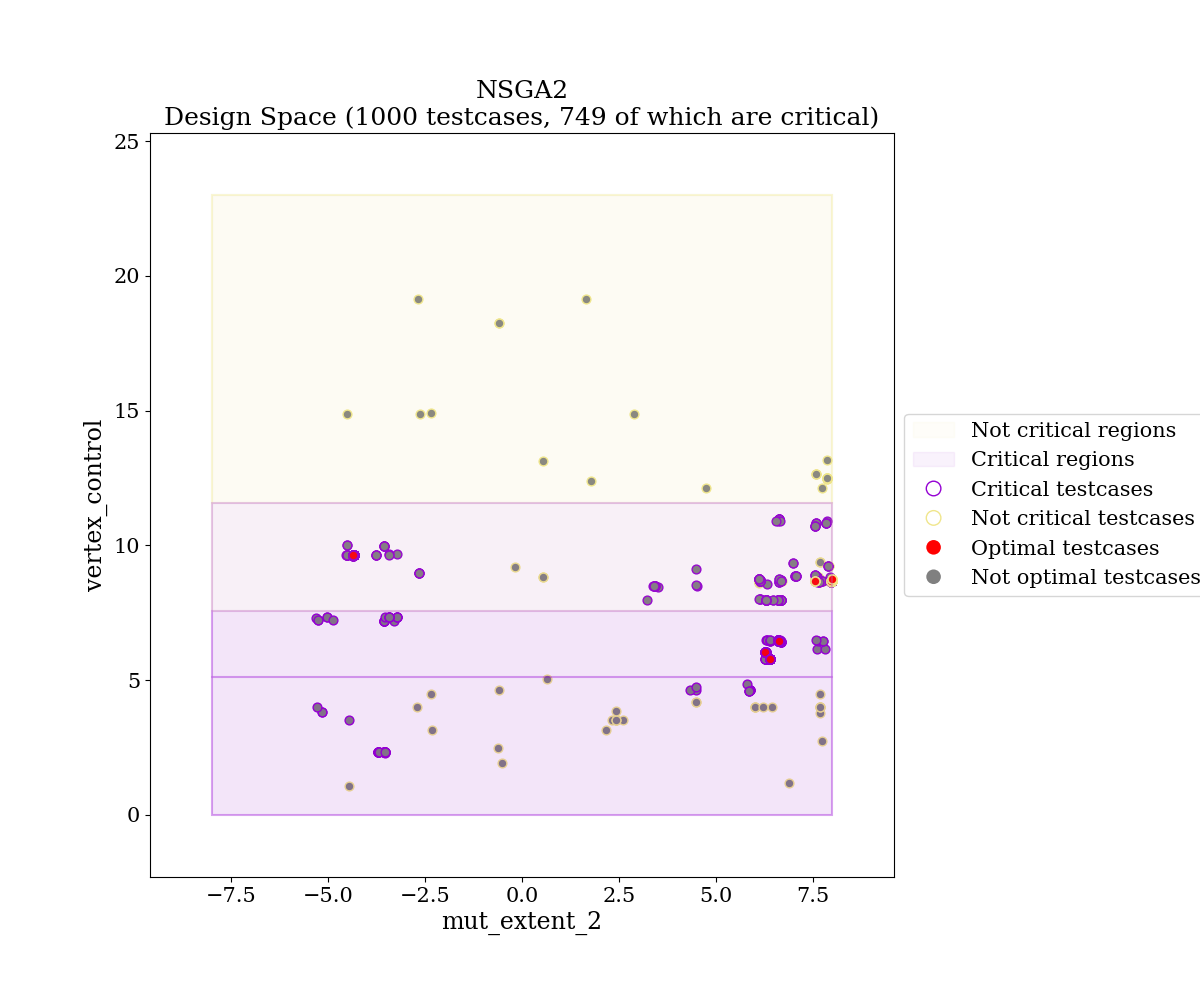 NSGA2
Design Space (1000 testcases, 749 of which are critical)
25
20
15
10
5
0
vertex_control
−7.5
−5.0
−2.5
0.0
2.5
5.0
7.5
mut_extent_2
Not critical regions
Critical regions
Critical testcases
Not critical testcases
Optimal testcases
Not optimal testcases